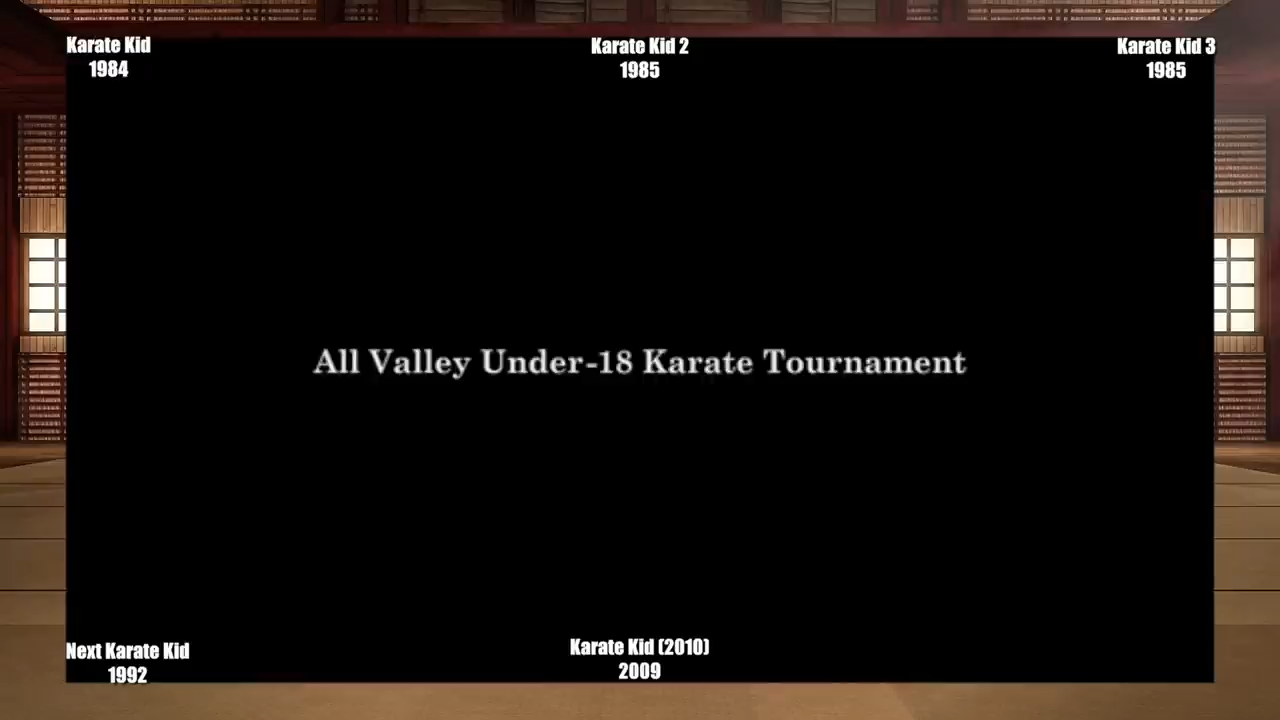 Karate Kid
1984
Karate Kid 2
1985
Karate Kid 3
1985
All Valley Under-18 Karate Tournament
Next Karate Kid
1992
Karate Kid (2010)
2009